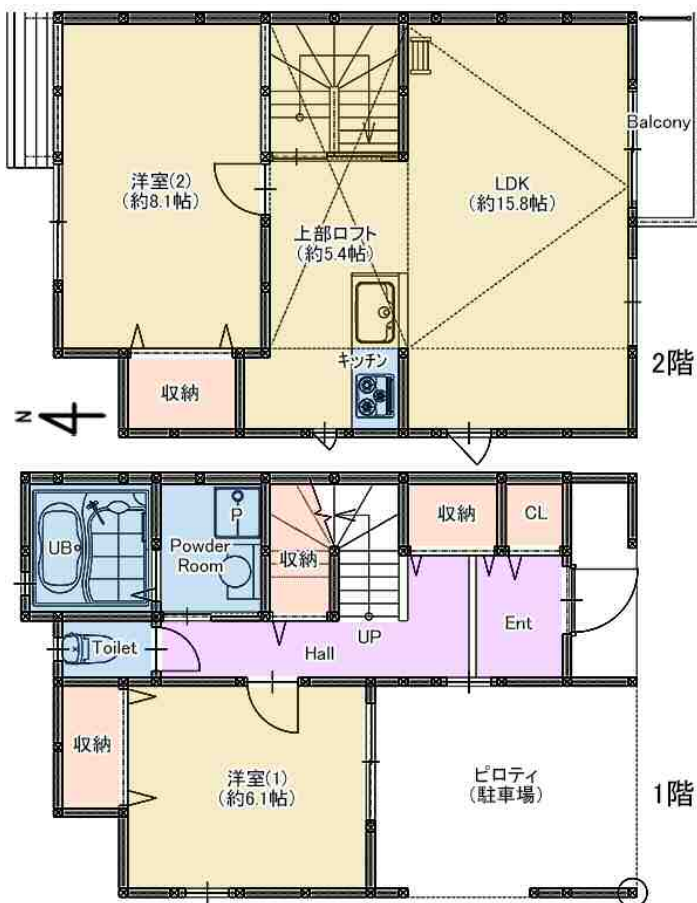 Balcony
洋室(2)
(約8.1帖)
LDK
(約15.8帖)
上部ロフト
(約5.4帖)
キッチン
収納
2階
N
UB
P
Powder
Room
収納
収納
CL
Toilet
Hall
UP
Ent
収納
洋室(1)
(約6.1帖)
ピロティ
(駐車場)
1階